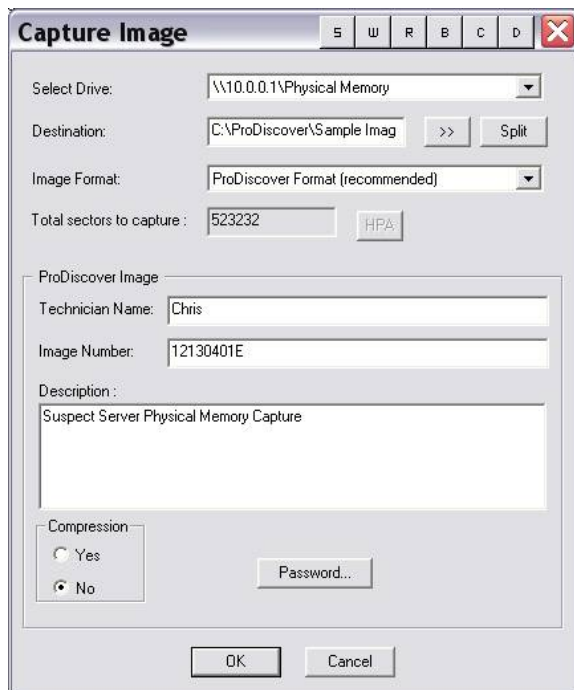 Capture Image S W R B C D
Select Drive: \\10.0.0.1\Physical Memory
Destination: C:\ProDiscover\Sample Imag >> Split
Image Format: ProDiscover Format (recommended)
Total sectors to capture : 523232 HPA
ProDiscover Image
Technician Name: Chris
Image Number: 12130401E
Description :
Suspect Server Physical Memory Capture
Compression
Yes
No
Password...
OK Cancel